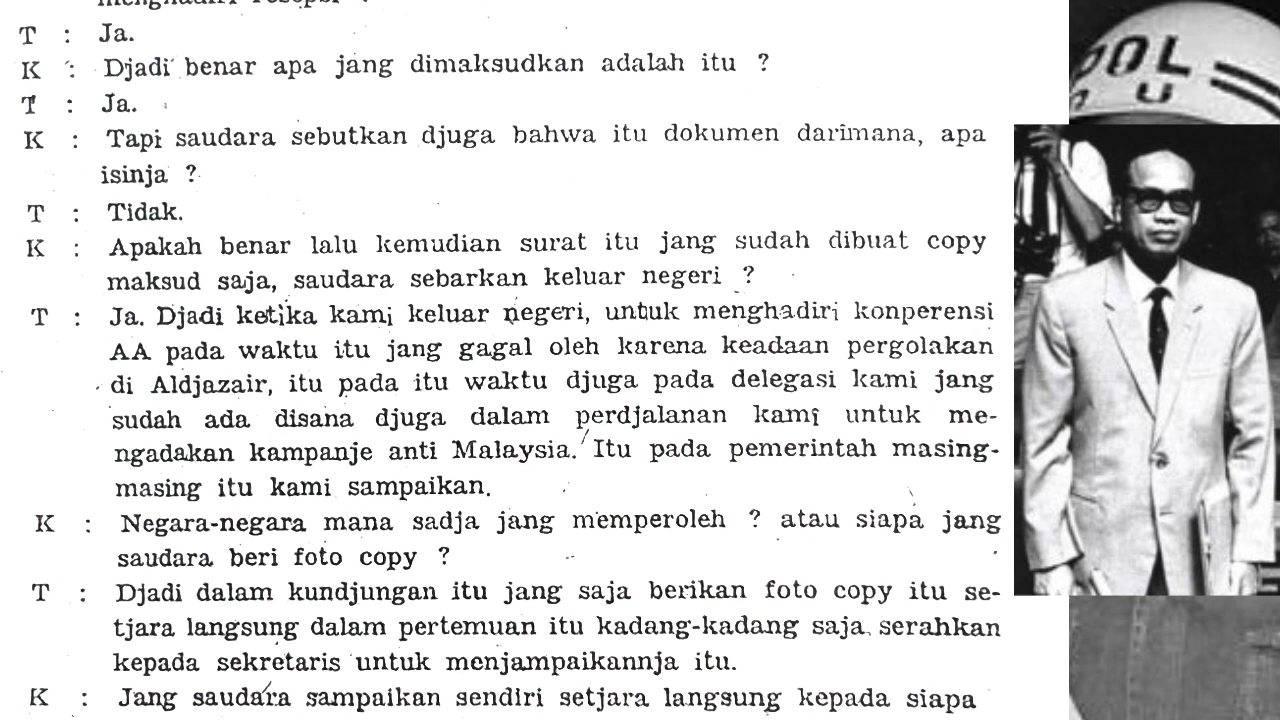 menghadiri resepsi ?
T : Ja.
K : Djadi benar apa jang dimaksudkan adalah itu ?
T : Ja.
K : Tapi saudara sebutkan djuga bahwa itu dokumen darimana, apa
isinja ?
T : Tidak.
K : Apakah benar lalu kemudian surat itu jang sudah dibuat copy
maksud saja, saudara sebarkan keluar negeri ?
T : Ja. Djadi ketika kami keluar negeri, untuk menghadiri konperensi
AA pada waktu itu jang gagal oleh karena keadaan pergolakan
di Aldjazair, itu pada itu waktu djuga pada delegasi kami jang
sudah ada disana djuga dalam perdjalanan kami untuk me-
ngadakan kampanje anti Malaysia. Itu pada pemerintah masing-
masing itu kami sampaikan.
K : Negara-negara mana sadja jang memperoleh ? atau siapa jang
saudara beri foto copy ?
T : Djadi dalam kundjungan itu jang saja berikan foto copy itu se-
tjara langsung dalam pertemuan itu kadang-kadang saja serahkan
kepada sekretaris untuk menjampaikannja itu.
K : Jang saudara sampaikan sendiri setjara langsung kepada siapa
POL
U